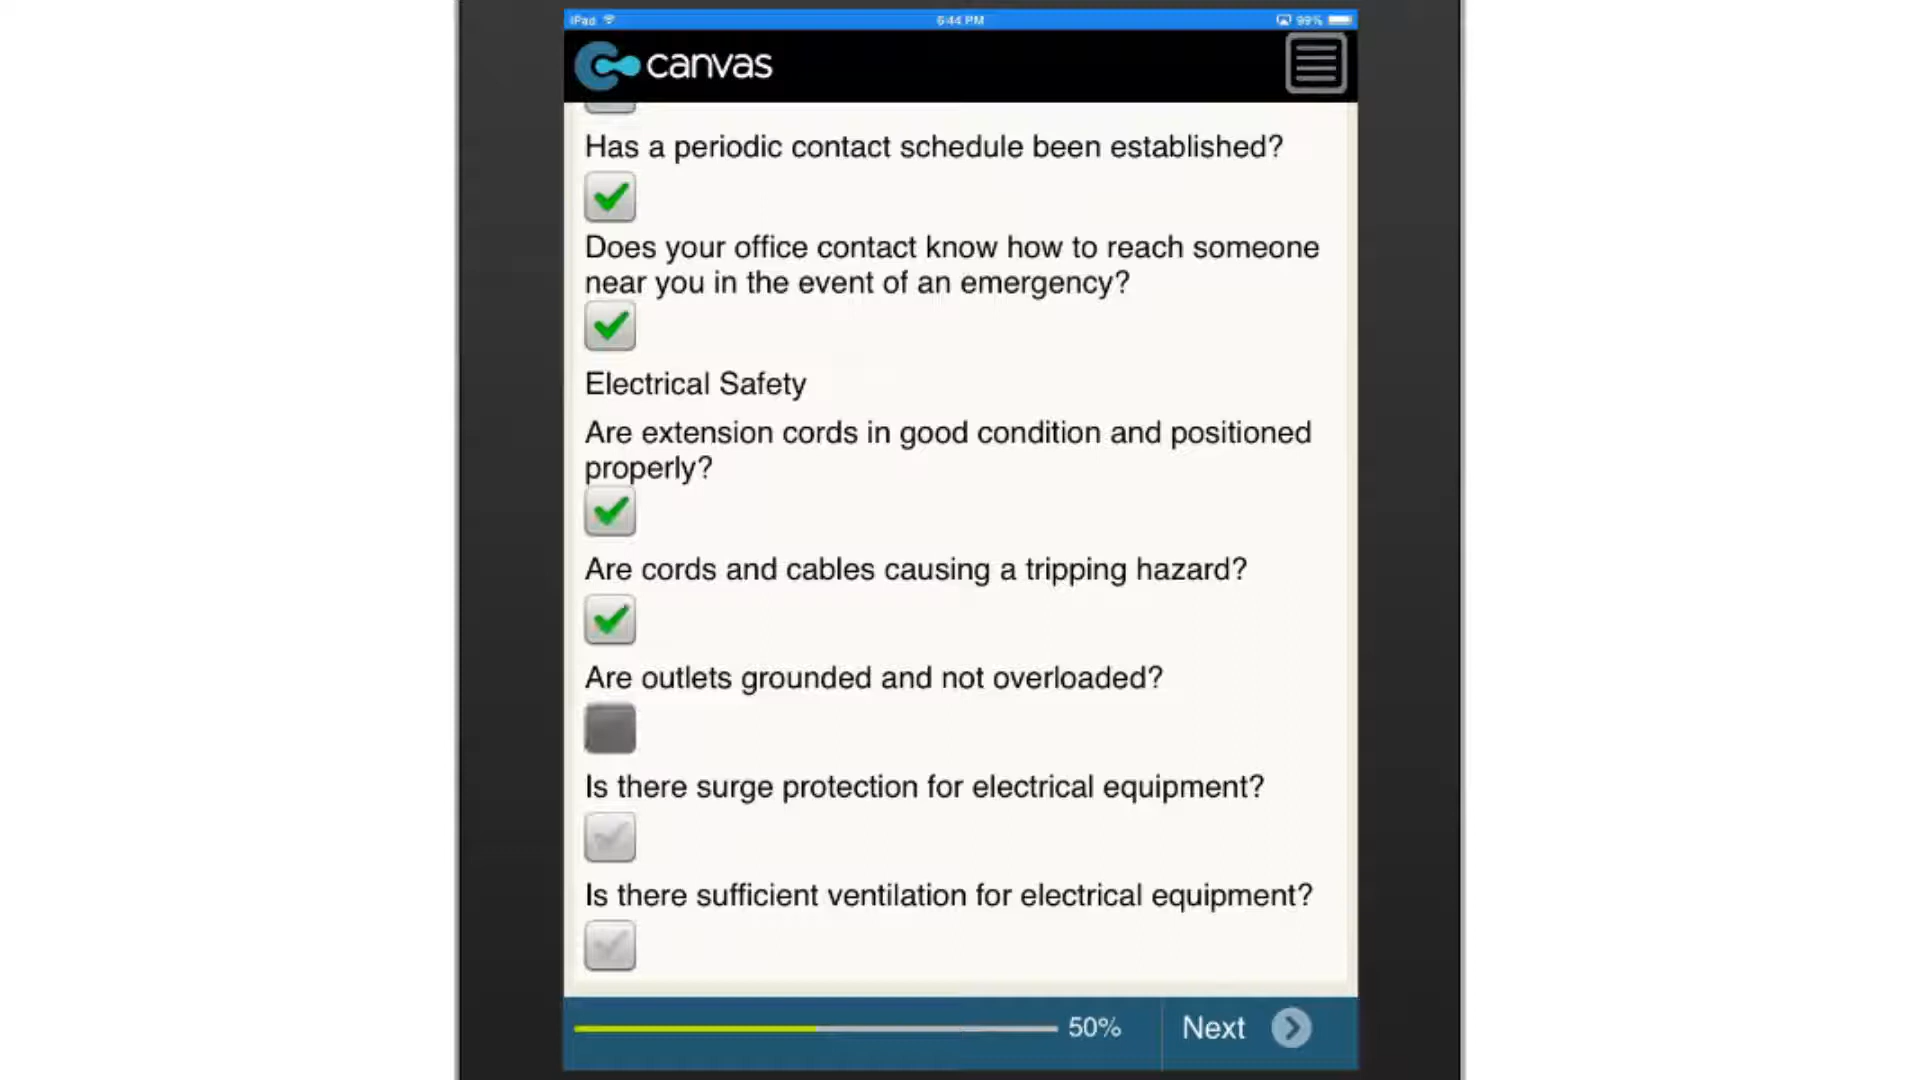 iPad 6:44 PM 99%
canvas
Has a periodic contact schedule been established?
Does your office contact know how to reach someone
near you in the event of an emergency?
Electrical Safety
Are extension cords in good condition and positioned
properly?
Are cords and cables causing a tripping hazard?
Are outlets grounded and not overloaded?
Is there surge protection for electrical equipment?
Is there sufficient ventilation for electrical equipment?
50% Next